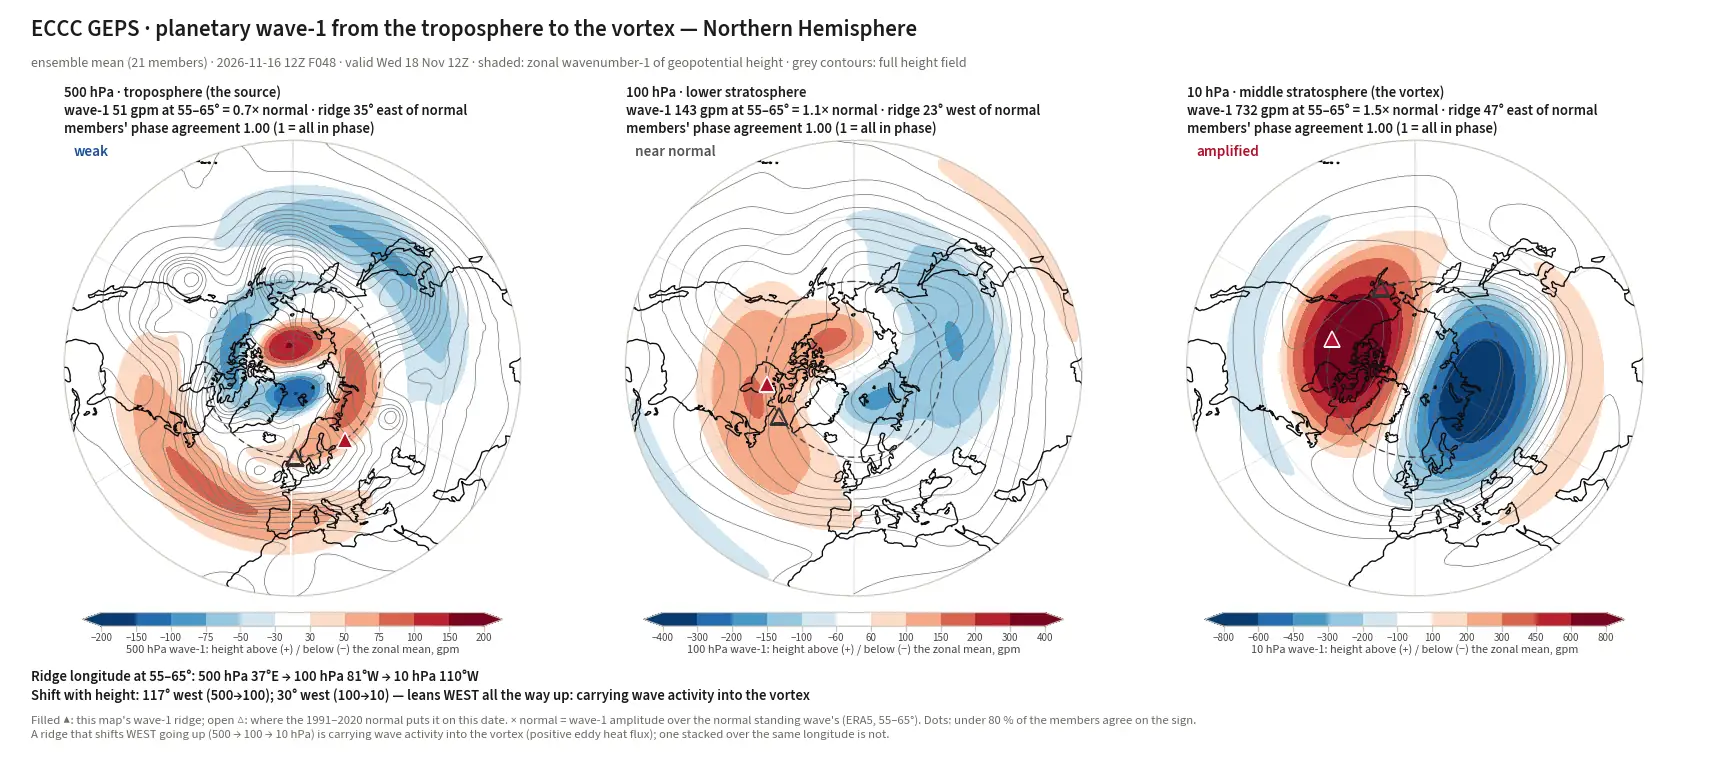 ECCC GEPS · planetary wave-1 from the troposphere to the vortex — Northern Hemisphere
ensemble mean (21 members) · 2026-11-16 12Z F048 · valid Wed 18 Nov 12Z · shaded: zonal wavenumber-1 of geopotential height · grey contours: full height field
500 hPa · troposphere (the source)
wave-1 51 gpm at 55–65° = 0.7× normal · ridge 35° east of normal
members' phase agreement 1.00 (1 = all in phase)
weak
100 hPa · lower stratosphere
wave-1 143 gpm at 55–65° = 1.1× normal · ridge 23° west of normal
members' phase agreement 1.00 (1 = all in phase)
near normal
10 hPa · middle stratosphere (the vortex)
wave-1 732 gpm at 55–65° = 1.5× normal · ridge 47° east of normal
members' phase agreement 1.00 (1 = all in phase)
amplified
−200 −150 −100 −75 −50 −30 30 50 75 100 150 200
500 hPa wave-1: height above (+) / below (−) the zonal mean, gpm
−400 −300 −200 −150 −100 −60 60 100 150 200 300 400
100 hPa wave-1: height above (+) / below (−) the zonal mean, gpm
−800 −600 −450 −300 −200 −100 100 200 300 450 600 800
10 hPa wave-1: height above (+) / below (−) the zonal mean, gpm
Ridge longitude at 55–65°: 500 hPa 37°E → 100 hPa 81°W → 10 hPa 110°W
Shift with height: 117° west (500→100); 30° west (100→10) — leans WEST all the way up: carrying wave activity into the vortex
Filled ▲: this map's wave-1 ridge; open △: where the 1991–2020 normal puts it on this date. × normal = wave-1 amplitude over the normal standing wave's (ERA5, 55–65°). Dots: under 80 % of the members agree on the sign.
A ridge that shifts WEST going up (500 → 100 → 10 hPa) is carrying wave activity into the vortex (positive eddy heat flux); one stacked over the same longitude is not.